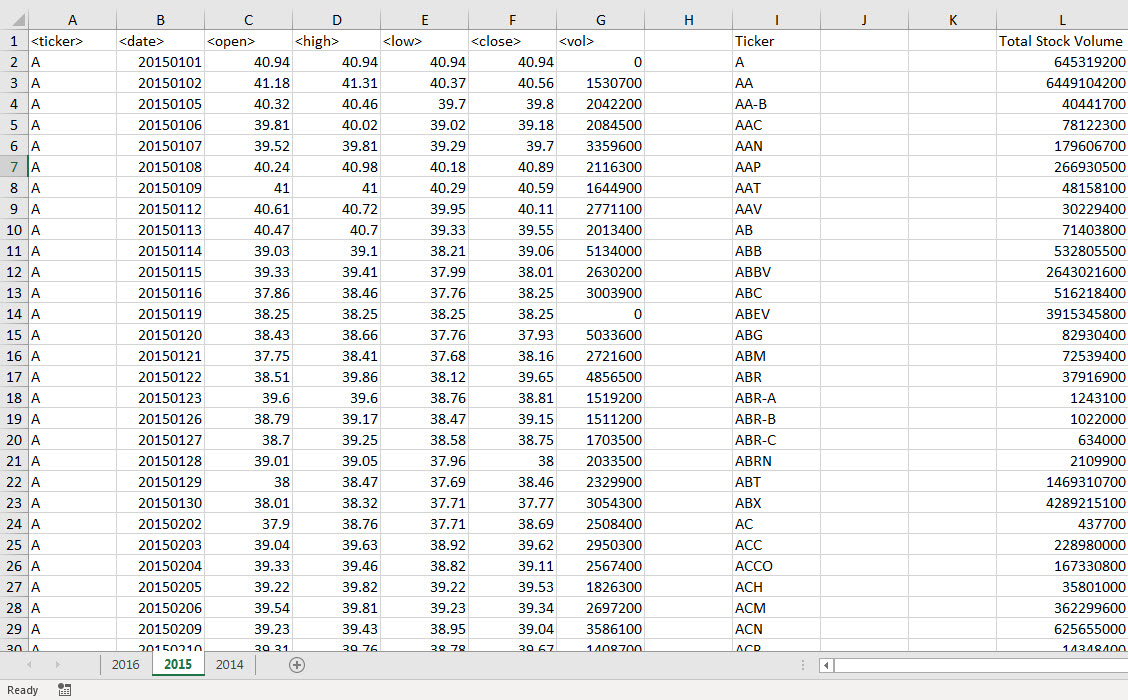 A B C D E F G H I J K L
1 <ticker> <date> <open> <high> <low> <close> <vol> Ticker Total Stock Volume
2 A 20150101 40.94 40.94 40.94 40.94 0 A 645319200
3 A 20150102 41.18 41.31 40.37 40.56 1530700 AA 6449104200
4 A 20150105 40.32 40.46 39.7 39.8 2042200 AA-B 40441700
5 A 20150106 39.81 40.02 39.02 39.18 2084500 AAC 78122300
6 A 20150107 39.52 39.81 39.29 39.7 3359600 AAN 179606700
7 A 20150108 40.24 40.98 40.18 40.89 2116300 AAP 266930500
8 A 20150109 41 41 40.29 40.59 1644900 AAT 48158100
9 A 20150112 40.61 40.72 39.95 40.11 2771100 AAV 30229400
10 A 20150113 40.47 40.7 39.33 39.55 2013400 AB 71403800
11 A 20150114 39.03 39.1 38.21 39.06 5134000 ABB 532805500
12 A 20150115 39.33 39.41 37.99 38.01 2630200 ABBV 2643021600
13 A 20150116 37.86 38.46 37.76 38.25 3003900 ABC 516218400
14 A 20150119 38.25 38.25 38.25 38.25 0 ABEV 3915345800
15 A 20150120 38.43 38.66 37.76 37.93 5033600 ABG 82930400
16 A 20150121 37.75 38.41 37.68 38.16 2721600 ABM 72539400
17 A 20150122 38.51 39.86 38.12 39.65 4856500 ABR 37916900
18 A 20150123 39.6 39.6 38.76 38.81 1519200 ABR-A 1243100
19 A 20150126 38.79 39.17 38.47 39.15 1511200 ABR-B 1022000
20 A 20150127 38.7 39.25 38.58 38.75 1703500 ABR-C 634000
21 A 20150128 39.01 39.05 37.96 38 2033500 ABRN 2109900
22 A 20150129 38 38.47 37.69 38.46 2329900 ABT 1469310700
23 A 20150130 38.01 38.32 37.71 37.77 3054300 ABX 4289215100
24 A 20150202 37.9 38.76 37.71 38.69 2508400 AC 437700
25 A 20150203 39.04 39.63 38.92 39.62 2950300 ACC 228980000
26 A 20150204 39.33 39.46 38.82 39.11 2567400 ACCO 167330800
27 A 20150205 39.22 39.82 39.22 39.53 1826300 ACH 35801000
28 A 20150206 39.54 39.81 39.23 39.34 2697200 ACM 362299600
29 A 20150209 39.23 39.43 38.95 39.04 3586100 ACN 625655000
30 A 20150210 39.31 39.76 38.78 39.67 1408700
2016 2015 2014
Ready